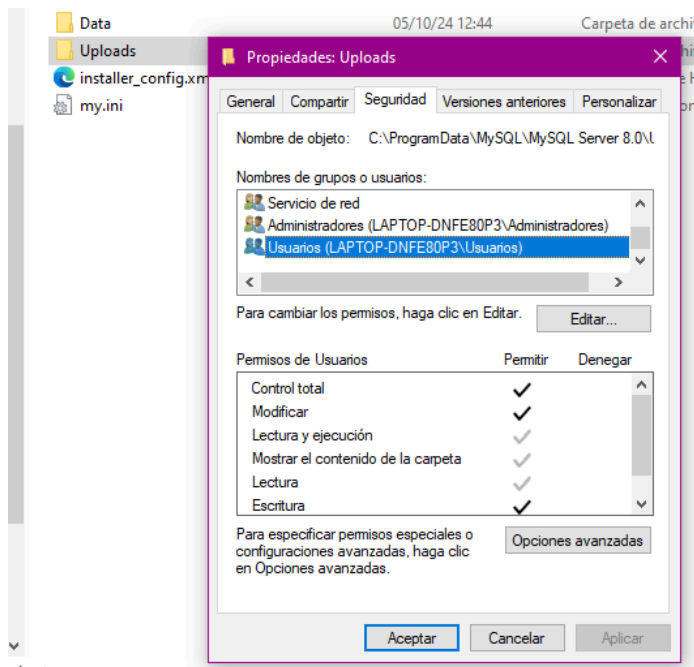 Data 05/10/24 12:44 Carpeta de archi
Uploads
Propiedades: Uploads
installer_config.xm
my.ini
General Compartir Seguridad Versiones anteriores Personalizar
Nombre de objeto: C:\ProgramData\MySQL\MySQL Server 8.0\U
Nombres de grupos o usuarios:
Servicio de red
Administradores (LAPTOP-DNFE80P3\Administradores)
Usuarios (LAPTOP-DNFE80P3\Usuarios)
Para cambiar los permisos, haga clic en Editar. Editar...
Permisos de Usuarios Permitir Denegar
Control total
Modificar
Lectura y ejecución
Mostrar el contenido de la carpeta
Lectura
Escritura
Para especificar permisos especiales o
configuraciones avanzadas, haga clic
en Opciones avanzadas.
Opciones avanzadas
Aceptar Cancelar Aplicar